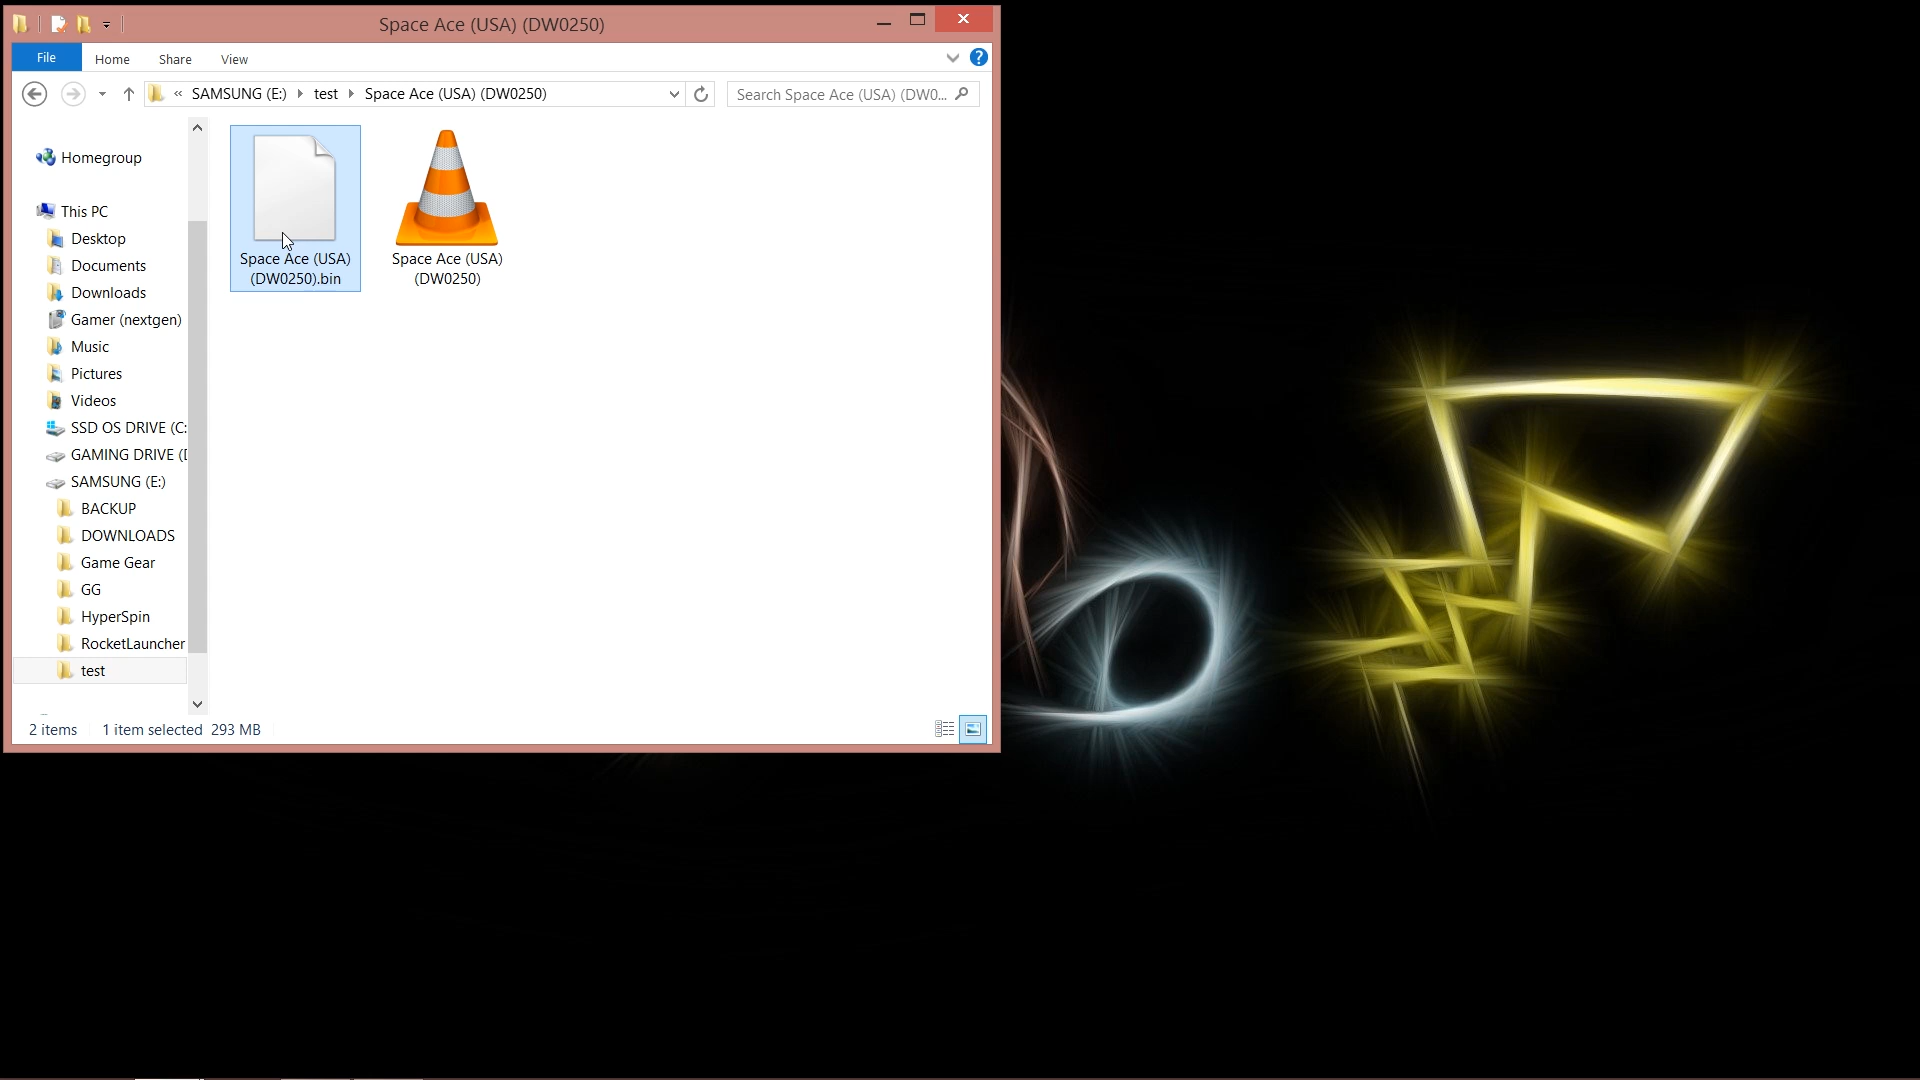 Space Ace (USA) (DW0250)
File
Home
Share
View
?
« SAMSUNG (E:) test Space Ace (USA) (DW0250)
Search Space Ace (USA) (DW0...
Homegroup
This PC
Desktop
Documents
Downloads
Gamer (nextgen)
Music
Pictures
Videos
SSD OS DRIVE (C:
GAMING DRIVE (
SAMSUNG (E:)
BACKUP
DOWNLOADS
Game Gear
GG
HyperSpin
RocketLauncher
test
Space Ace (USA)
(DW0250).bin
Space Ace (USA)
(DW0250)
2 items
1 item selected 293 MB